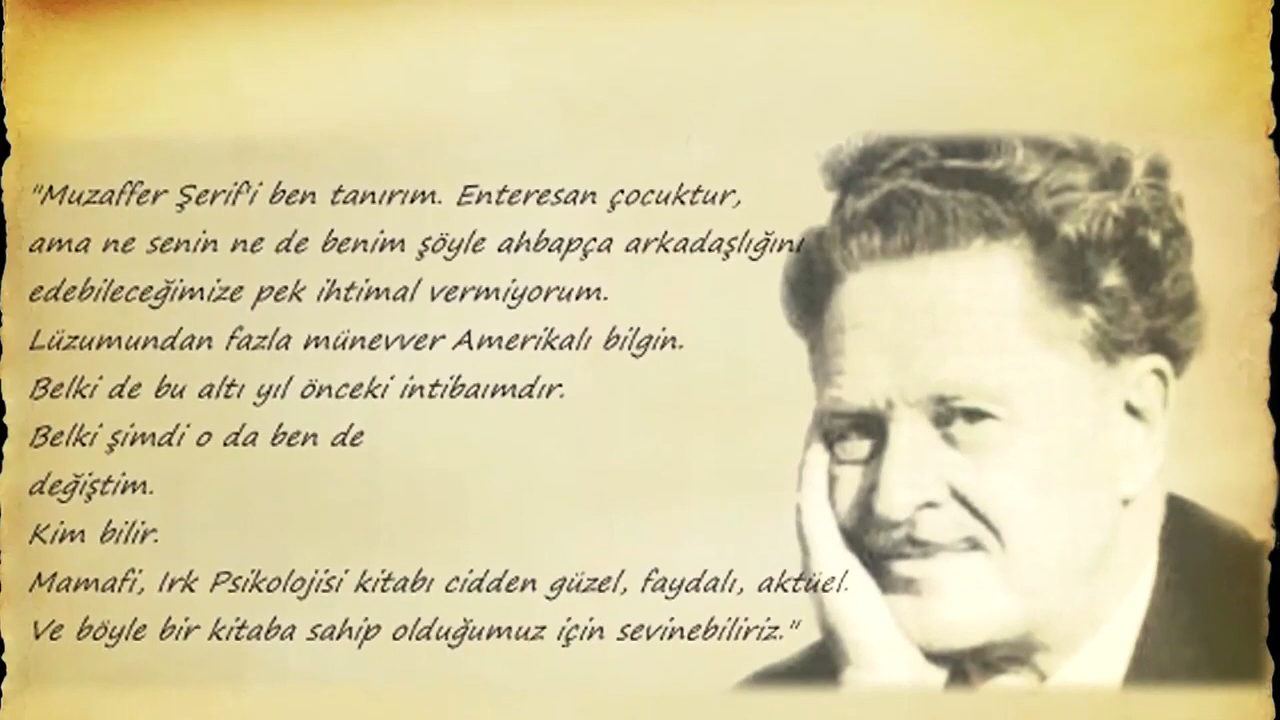 "Muzaffer Şerif'i ben tanırım. Enteresan çocuktur,
ama ne senin ne de benim şöyle ahbapça arkadaşlığını
edebileceğimize pek ihtimal vermiyorum.
Lüzumundan fazla münevver Amerikalı bilgin.
Belki de bu altı yıl önceki intibaımdır.
Belki şimdi o da ben de
değiştim.
Kim bilir.
Mamafi, Irk Psikolojisi kitabı cidden güzel, faydalı, aktüel.
Ve böyle bir kitaba sahip olduğumuz için sevinebiliriz."